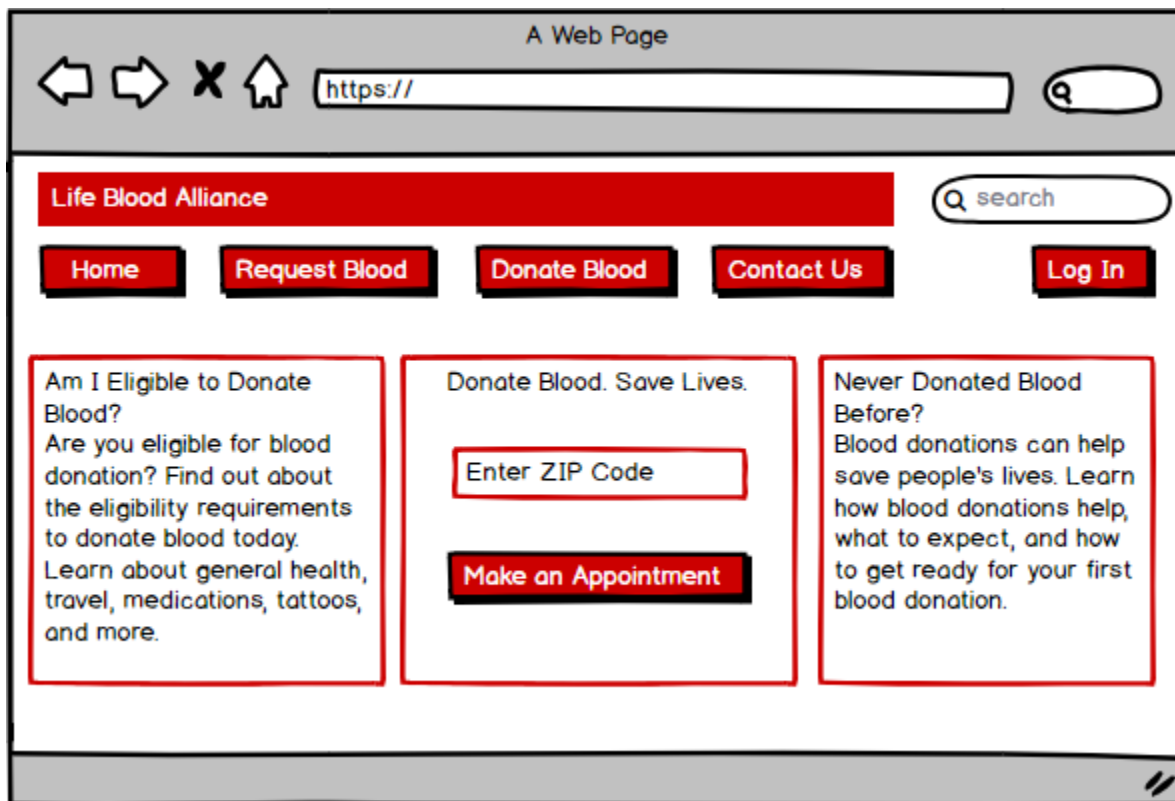 A Web Page
https://
Life Blood Alliance
search
Home
Request Blood
Donate Blood
Contact Us
Log In
Am I Eligible to Donate
Blood?
Are you eligible for blood
donation? Find out about
the eligibility requirements
to donate blood today.
Learn about general health,
travel, medications, tattoos,
and more.
Donate Blood. Save Lives.
Enter ZIP Code
Make an Appointment
Never Donated Blood
Before?
Blood donations can help
save people's lives. Learn
how blood donations help,
what to expect, and how
to get ready for your first
blood donation.